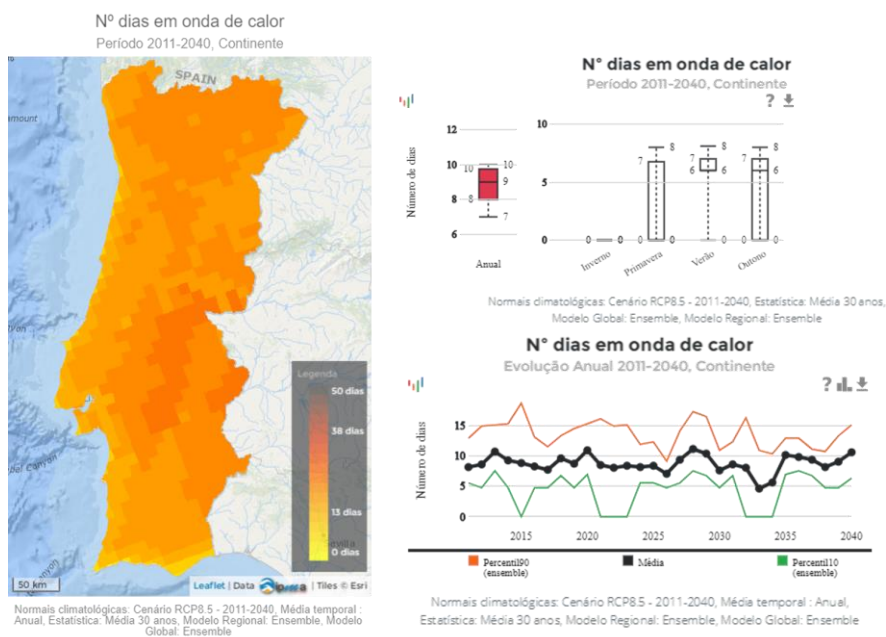 Nº dias em onda de calor
Período 2011-2040, Continente
SPAIN
amount
50 km
Legenda
50 dias
38 dias
13 dias
0 dias
Leaflet | Data ipma | Tiles © Esri
Normais climatológicas: Cenário RCP8.5 - 2011-2040, Média temporal :
Anual, Estatística: Média 30 anos, Modelo Regional: Ensemble, Modelo
Global: Ensemble
N° dias em onda de calor
Período 2011-2040, Continente
?
Número de dias
12
10
8
6
10
10
9
8
7
Anual
10
5
0
0
0
7
8
0
7
8
6
6
0
7
8
6
0
Inverno
Primavera
Verão
Outono
Normais climatológicas: Cenário RCP8.5 - 2011-2040, Estatística: Média 30 anos,
Modelo Global: Ensemble, Modelo Regional: Ensemble
N° dias em onda de calor
Evolução Anual 2011-2040, Continente
?
Número de dias
15
10
5
0
2015 2020 2025 2030 2035 2040
Percentil90
(ensemble)
Média
Percentil10
(ensemble)
Normais climatológicas: Cenário RCP8.5 - 2011-2040, Média temporal : Anual,
Estatística: Média 30 anos, Modelo Regional: Ensemble, Modelo Global: Ensemble